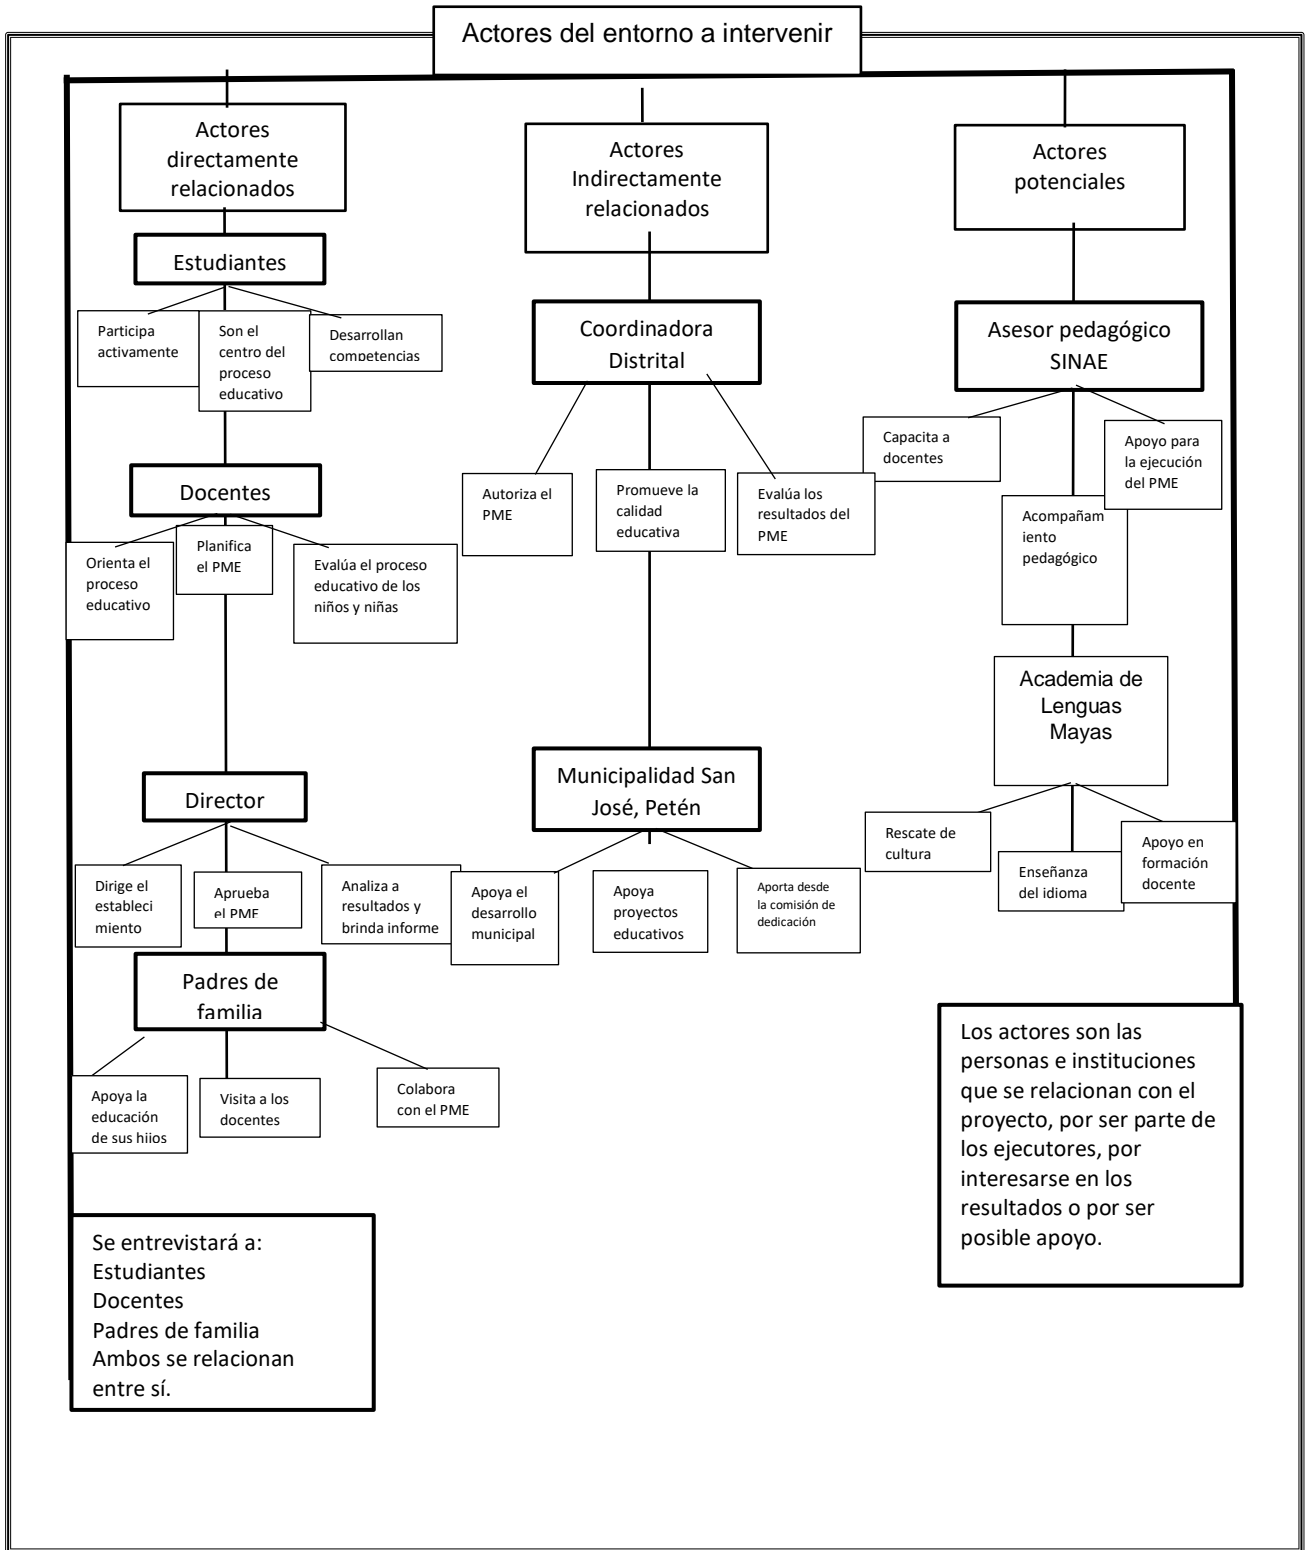 Actores del entorno a intervenir
Actores
directamente
relacionados
Estudiantes
Participa
activamente
Son el
centro del
proceso
educativo
Desarrollan
competencias
Docentes
Orienta el
proceso
educativo
Planifica
el PME
Evalúa el proceso
educativo de los
niños y niñas
Director
Dirige el
estableci
miento
Aprueba
el PME
Analiza a
resultados y
brinda informe
Padres de
familia
Apoya la
educación
de sus hijos
Visita a los
docentes
Colabora
con el PME
Se entrevistará a:
Estudiantes
Docentes
Padres de familia
Ambos se relacionan
entre sí.
Actores
Indirectamente
relacionados
Coordinadora
Distrital
Autoriza el
PME
Promueve la
calidad
educativa
Evalúa los
resultados del
PME
Municipalidad San
José, Petén
Apoya el
desarrollo
municipal
Apoya
proyectos
educativos
Aporta desde
la comisión de
dedicación
Actores
potenciales
Asesor pedagógico
SINAE
Capacita a
docentes
Acompañam
iento
pedagógico
Apoyo para
la ejecución
del PME
Academia de
Lenguas
Mayas
Rescate de
cultura
Enseñanza
del idioma
Apoyo en
formación
docente
Los actores son las
personas e instituciones
que se relacionan con el
proyecto, por ser parte de
los ejecutores, por
interesarse en los
resultados o por ser
posible apoyo.